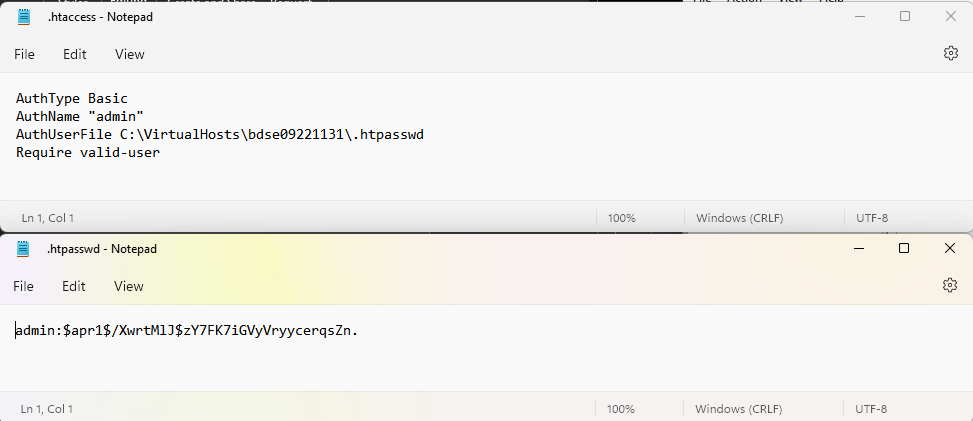 .htaccess - Notepad
File Edit View
AuthType Basic
AuthName "admin"
AuthUserFile C:\VirtualHosts\bdse09221131\.htpasswd
Require valid-user
Ln 1, Col 1 100% Windows (CRLF) UTF-8
.htpasswd - Notepad
File Edit View
admin:$apr1$/XwrtMlJ$zY7FK7iGVyVryycerqsZn.
Ln 1, Col 1 100% Windows (CRLF) UTF-8